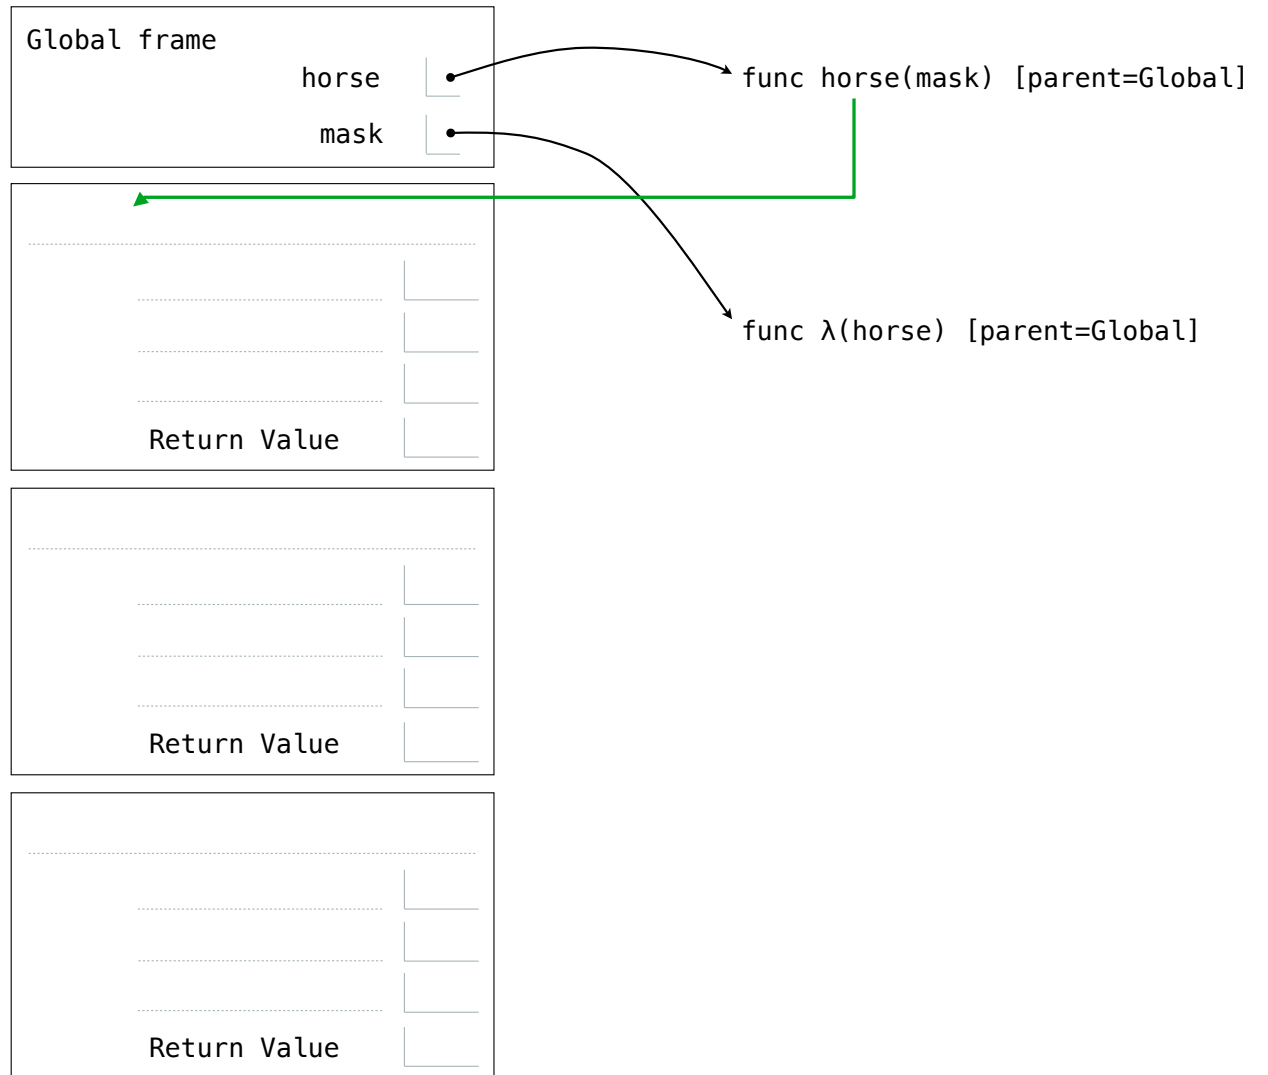 Global frame
horse
func horse(mask) [parent=Global]
mask
func λ(horse) [parent=Global]
Return Value
Return Value
Return Value